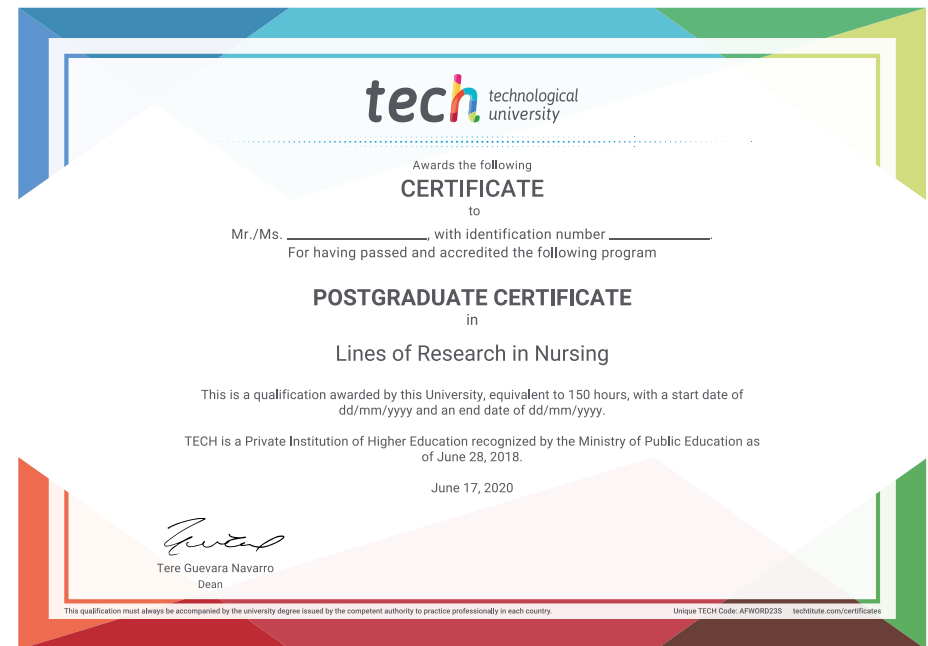 tech technological
university
Awards the following
CERTIFICATE
to
Mr./Ms. ____________________, with identification number ______________.
For having passed and accredited the following program
POSTGRADUATE CERTIFICATE
in
Lines of Research in Nursing
This is a qualification awarded by this University, equivalent to 150 hours, with a start date of
dd/mm/yyyy and an end date of dd/mm/yyyy.
TECH is a Private Institution of Higher Education recognized by the Ministry of Public Education as
of June 28, 2018.
June 17, 2020
Tere Guevara Navarro
Dean
This qualification must always be accompanied by the university degree issued by the competent authority to practice professionally in each country.
Unique TECH Code: AFWORD23S techtitute.com/certificates